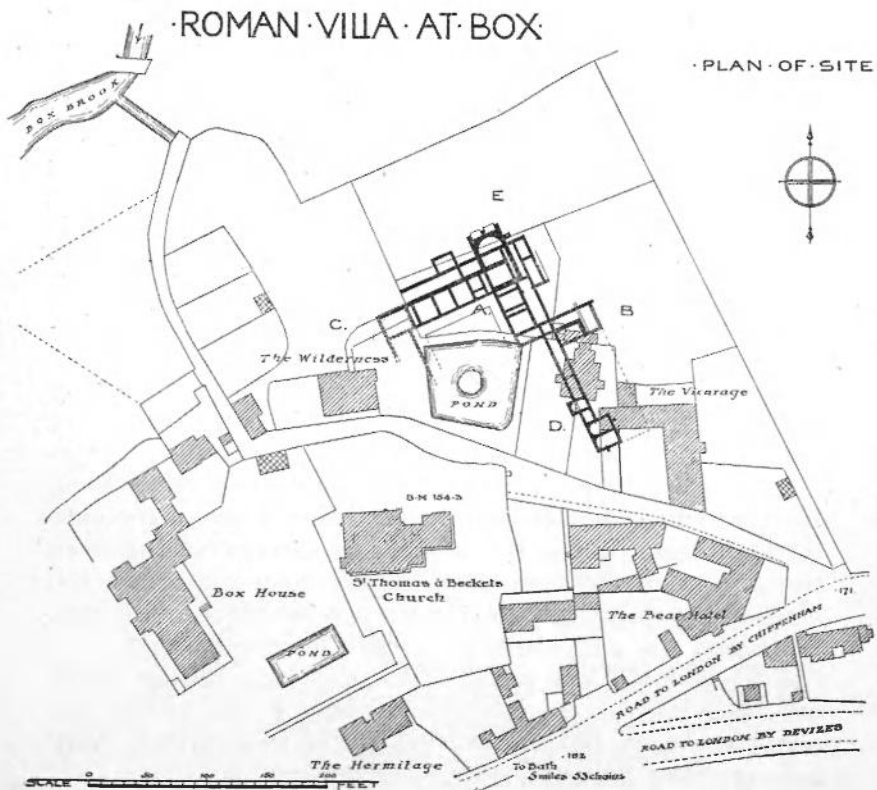 ·ROMAN·VILLA·AT·BOX·
·PLAN·OF·SITE
BOX BROOK
E
A.
B
C.
The Wilderness
POND
The Vicarage
D.
B·M 154·3
Box House
St Thomas à Beckets
Church
The Bear Hotel
·171·
ROAD TO LONDON BY CHIPPENHAM
POND
ROAD TO LONDON BY DEVIZES
The Hermitage
·182
To Bath
5 miles 53 chains
SCALE 0 50 100 150 200 FEET